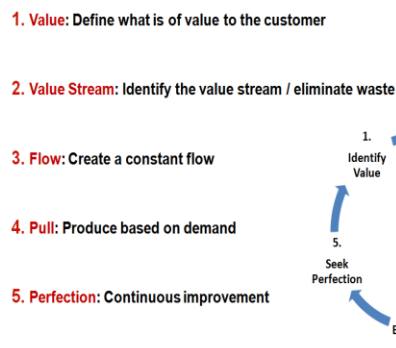 1. Value: Define what is of value to the customer
2. Value Stream: Identify the value stream / eliminate waste
3. Flow: Create a constant flow
4. Pull: Produce based on demand
5. Perfection: Continuous improvement
1.
Identify
Value
5.
Seek
Perfection